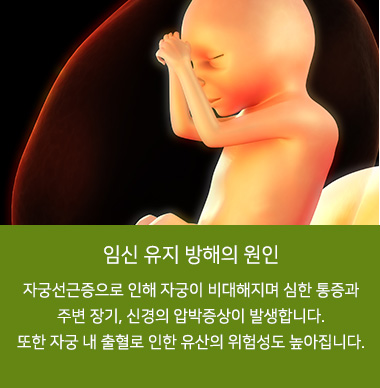 임신 유지 방해의 원인
자궁선근증으로 인해 자궁이 비대해지며 심한 통증과
주변 장기, 신경의 압박증상이 발생합니다.
또한 자궁 내 출혈로 인한 유산의 위험성도 높아집니다.